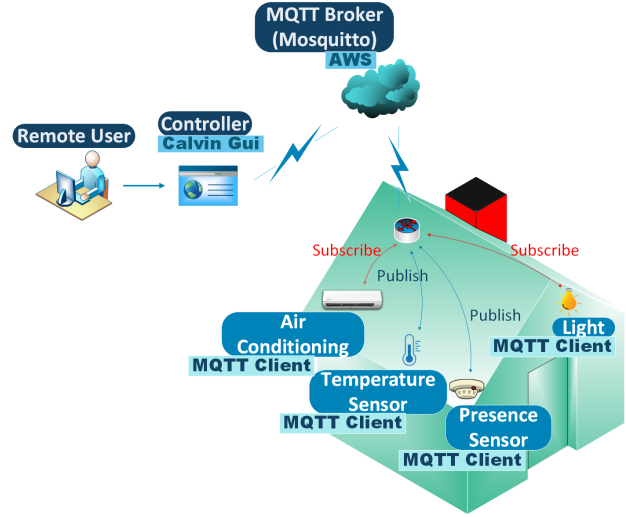 MQTT Broker
(Mosquitto)
AWS
Remote User
Controller
Calvin Gui
Subscribe
Subscribe
Publish
Publish
Air
Conditioning
MQTT Client
Light
MQTT Client
Temperature
Sensor
MQTT Client
Presence
Sensor
MQTT Client